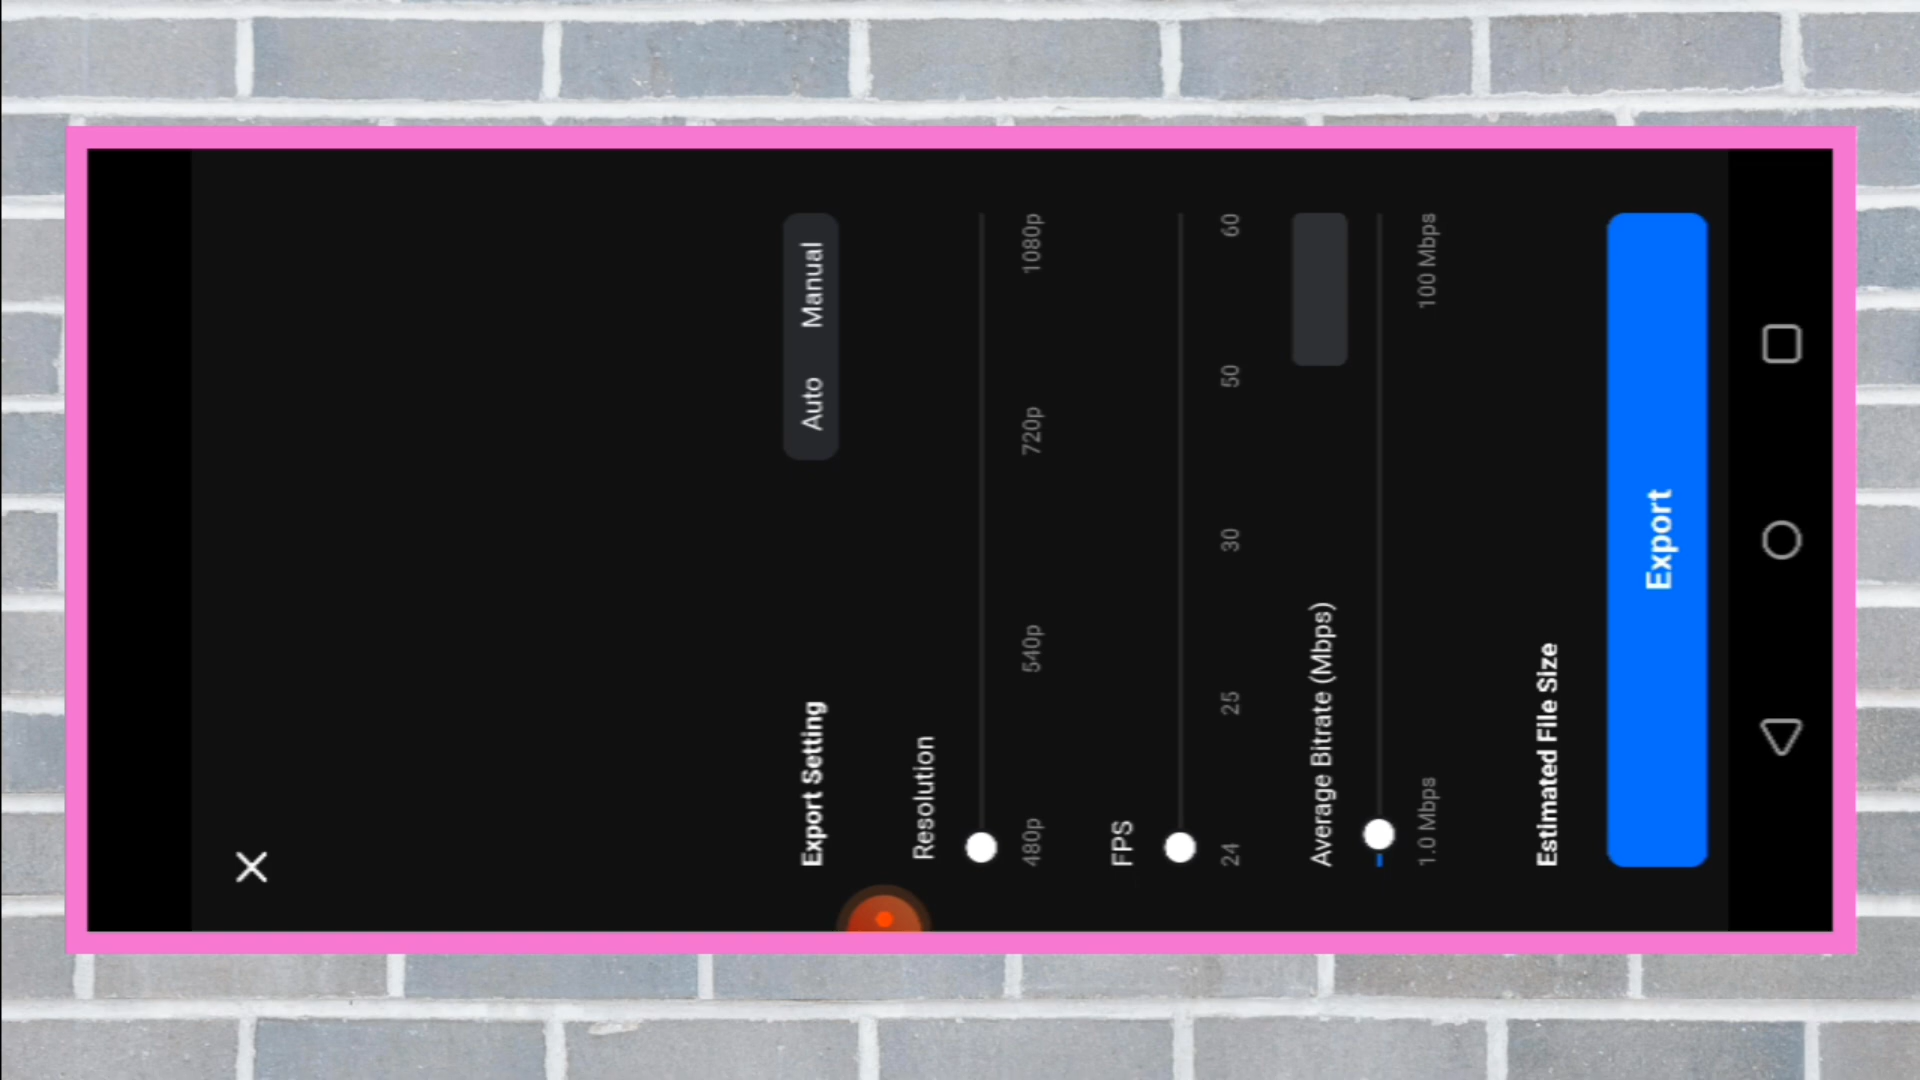 Export Setting
Auto Manual
Resolution
480p 540p 720p 1080p
FPS
24 25 30 50 60
Average Bitrate (Mbps)
1.0 Mbps 100 Mbps
Estimated File Size
Export